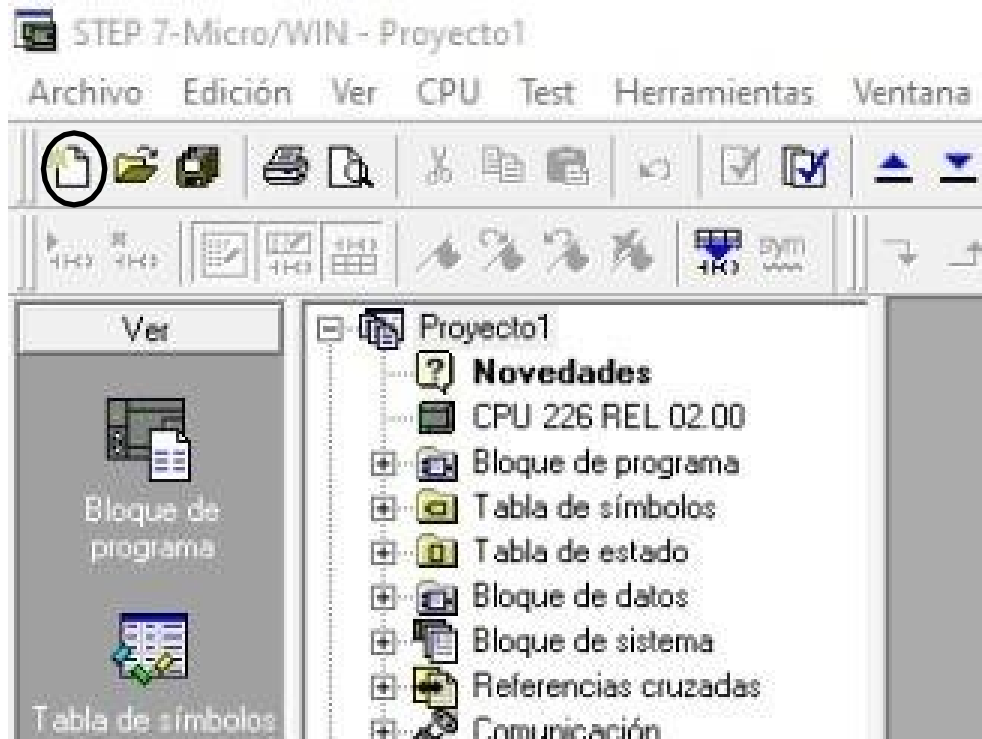 STEP 7-Micro/WIN - Proyecto1
Archivo Edición Ver CPU Test Herramientas Ventana
sym
Ver
Bloque de
programa
Tabla de símbolos
Proyecto1
Novedades
CPU 226 REL 02.00
Bloque de programa
Tabla de símbolos
Tabla de estado
Bloque de datos
Bloque de sistema
Referencias cruzadas
Comunicación